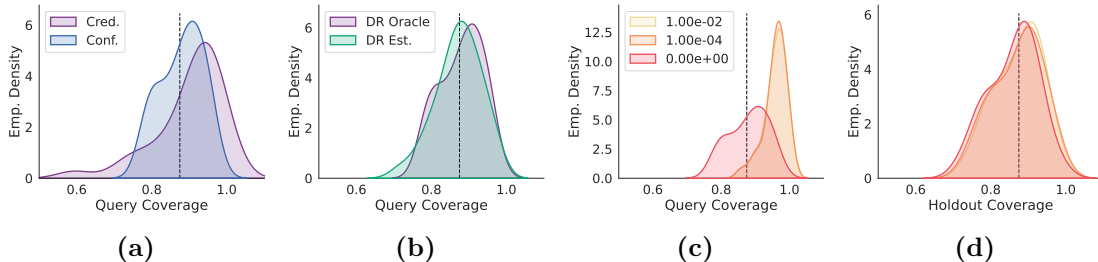 Emp. Density
6
4
2
0
Cred.
Conf.
0.6
0.8
1.0
Query Coverage
(a)
Emp. Density
6
4
2
0
DR Oracle
DR Est.
0.6
0.8
1.0
Query Coverage
(b)
Emp. Density
12.5
10.0
7.5
5.0
2.5
0.0
1.00e-02
1.00e-04
0.00e+00
0.6
0.8
1.0
Query Coverage
(c)
Emp. Density
6
4
2
0
0.6
0.8
1.0
Holdout Coverage
(d)